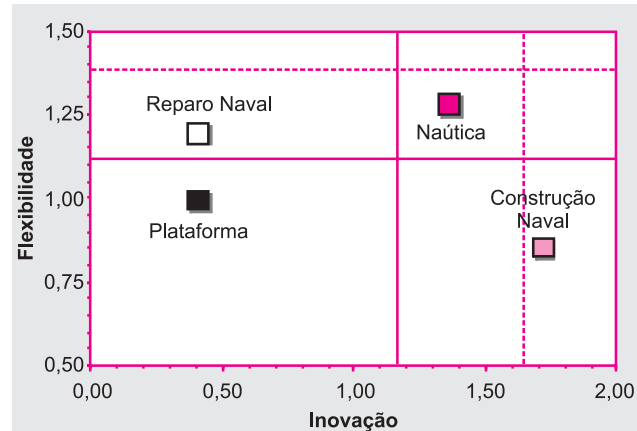 1,50
Reparo Naval
1,25
Naútica
Flexibilidade
1,00
Construção
Naval
Plataforma
0,75
0,50
0,00 0,50 1,00 1,50 2,00
Inovação